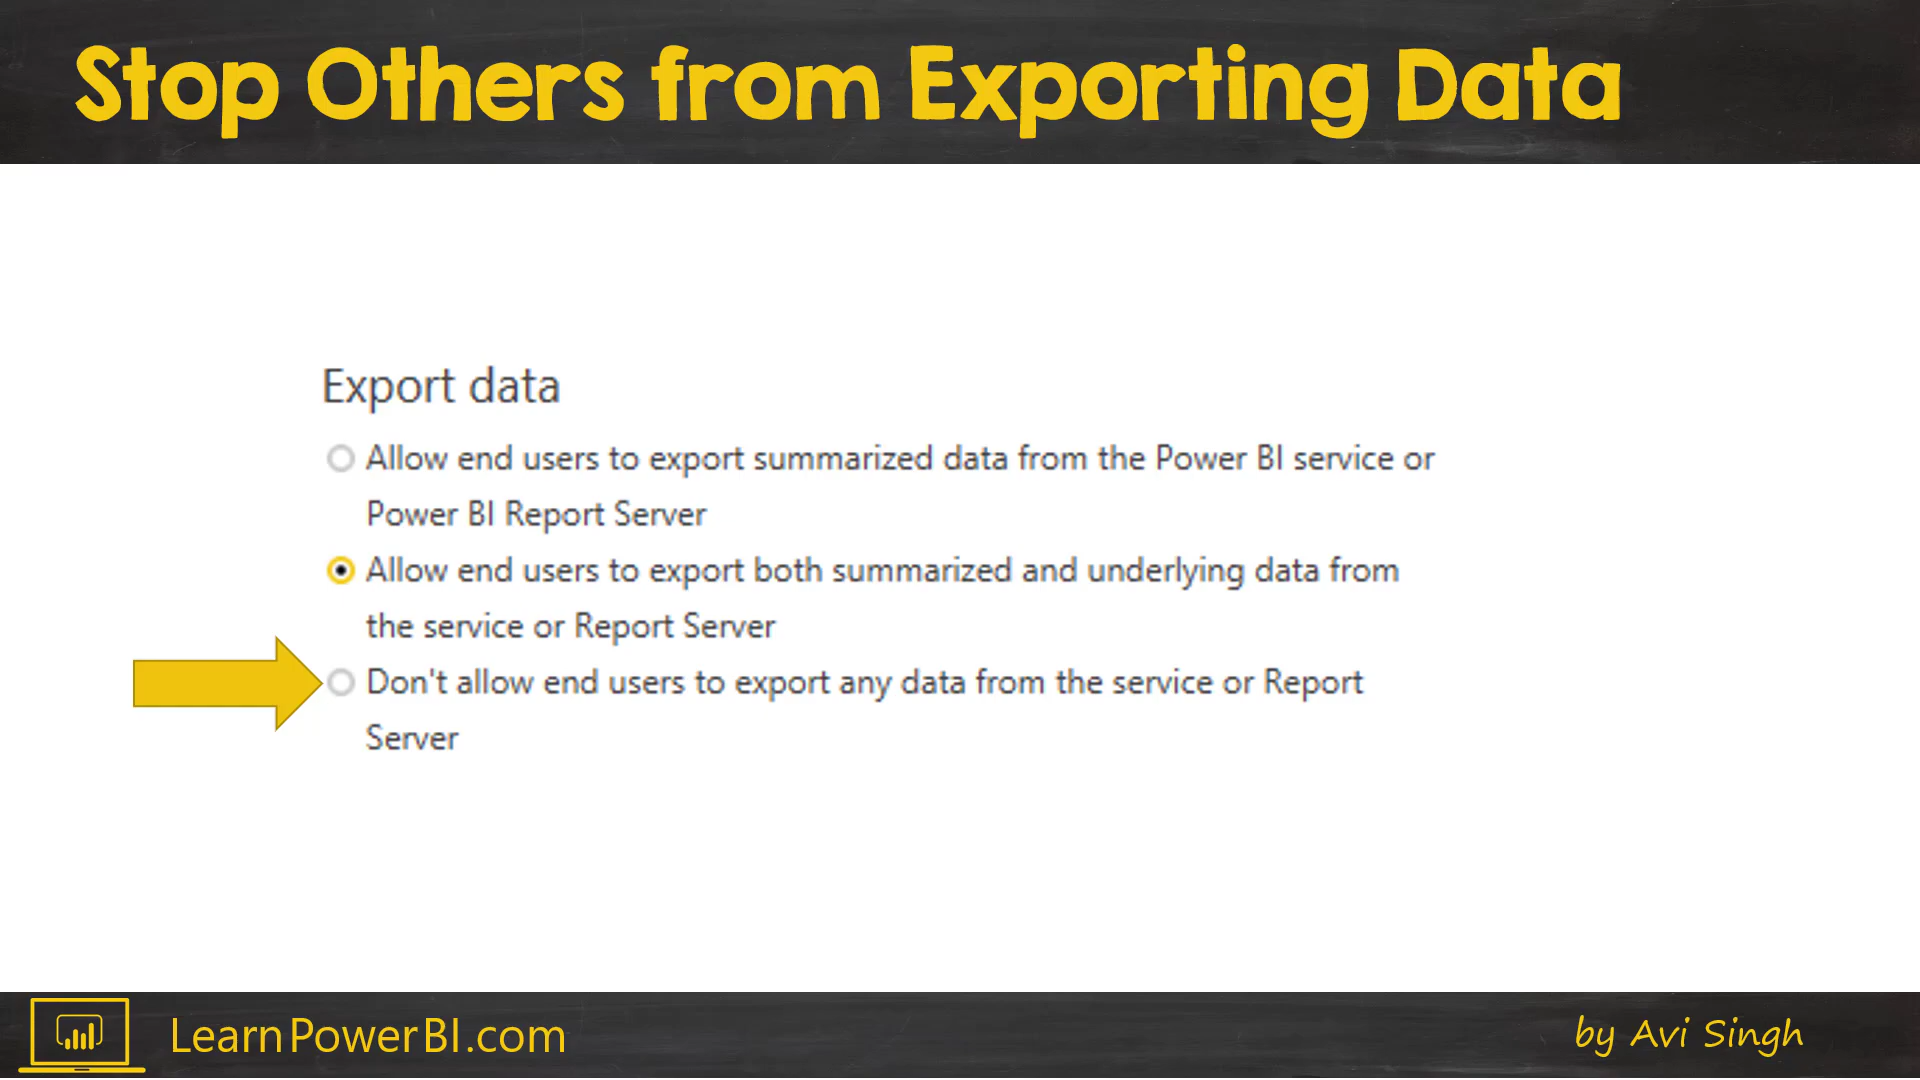 Stop Others from Exporting Data
Export data
Allow end users to export summarized data from the Power BI service or
Power BI Report Server
Allow end users to export both summarized and underlying data from
the service or Report Server
Don't allow end users to export any data from the service or Report
Server
LearnPowerBI.com
by Avi Singh